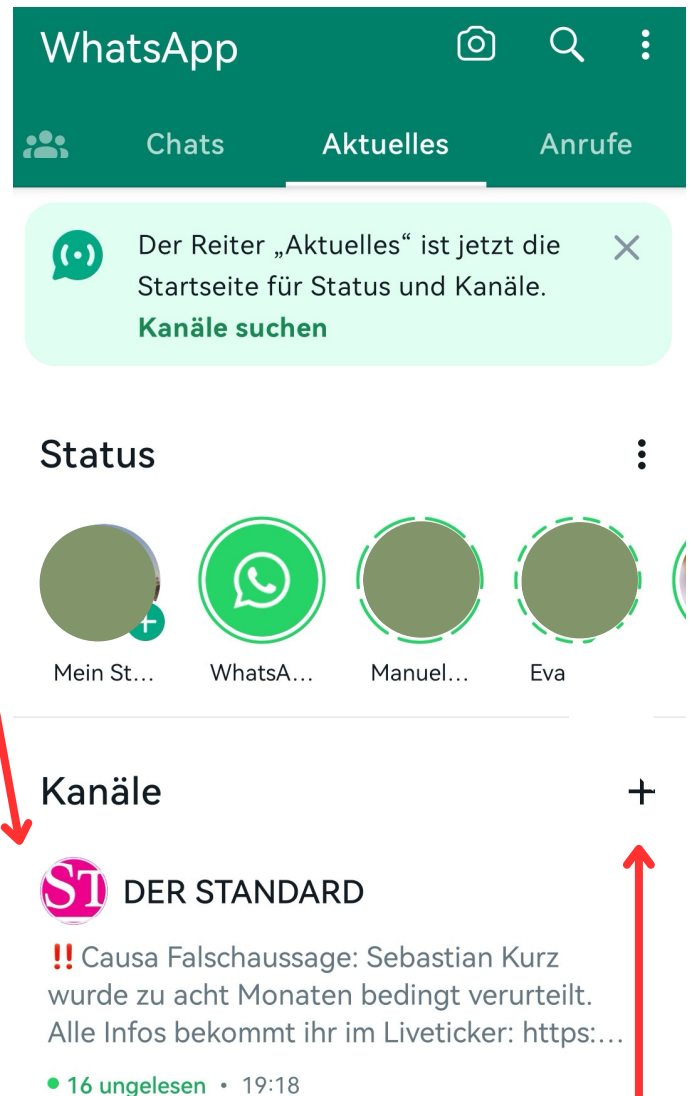 WhatsApp
Chats
Aktuelles
Anrufe
Der Reiter „Aktuelles“ ist jetzt die
Startseite für Status und Kanäle.
Kanäle suchen
Status
Mein St...
WhatsA...
Manuel...
Eva
Kanäle
ST
DER STANDARD
‼️ Causa Falschaussage: Sebastian Kurz
wurde zu acht Monaten bedingt verurteilt.
Alle Infos bekommt ihr im Liveticker: https:...
16 ungelesen • 19:18